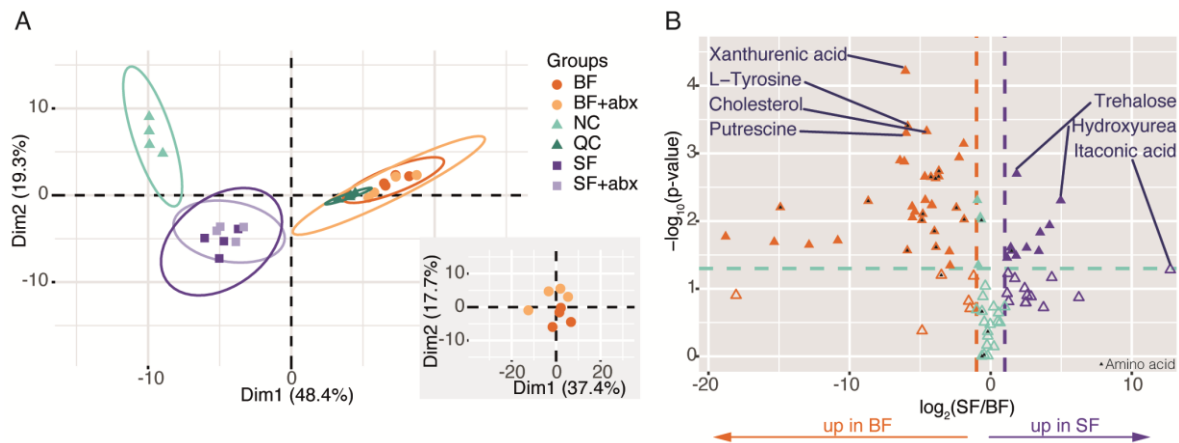 A
Dim2 (19.3%)
10
0
-10
-10
0
Dim1 (48.4%)
Groups
BF
BF+abx
NC
QC
SF
SF+abx
Dim2 (17.7%)
10
0
-10
-20
0
20
Dim1 (37.4%)
B
−log10(p-value)
4
3
2
1
0
Xanthurenic acid
L−Tyrosine
Cholesterol
Putrescine
Trehalose
Hydroxyurea
Itaconic acid
Amino acid
-20
-10
0
10
log2(SF/BF)
up in BF
up in SF